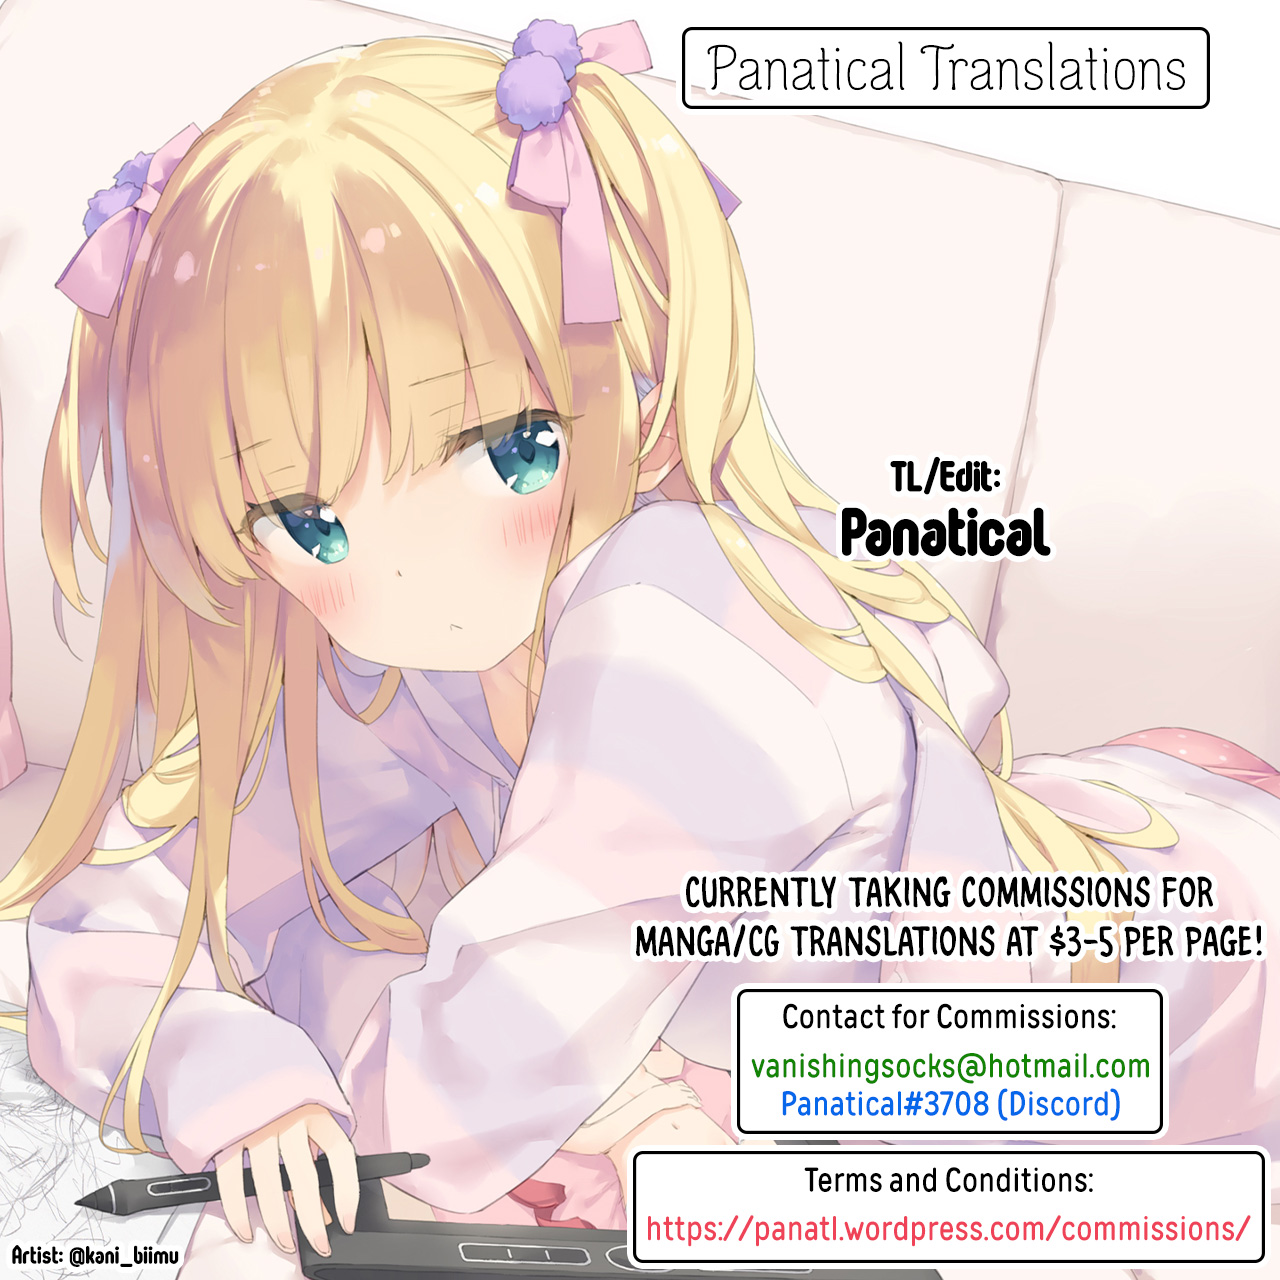 Panatical Translations
TL/Edit:
Panatical
CURRENTLY TAKING COMMISSIONS FOR
MANGA/CG TRANSLATIONS AT $3-5 PER PAGE!
Contact for Commissions:
vanishingsocks@hotmail.com
Panatical#3708 (Discord)
Terms and Conditions:
https://panatl.wordpress.com/commissions/
Artist: @kani_biimu